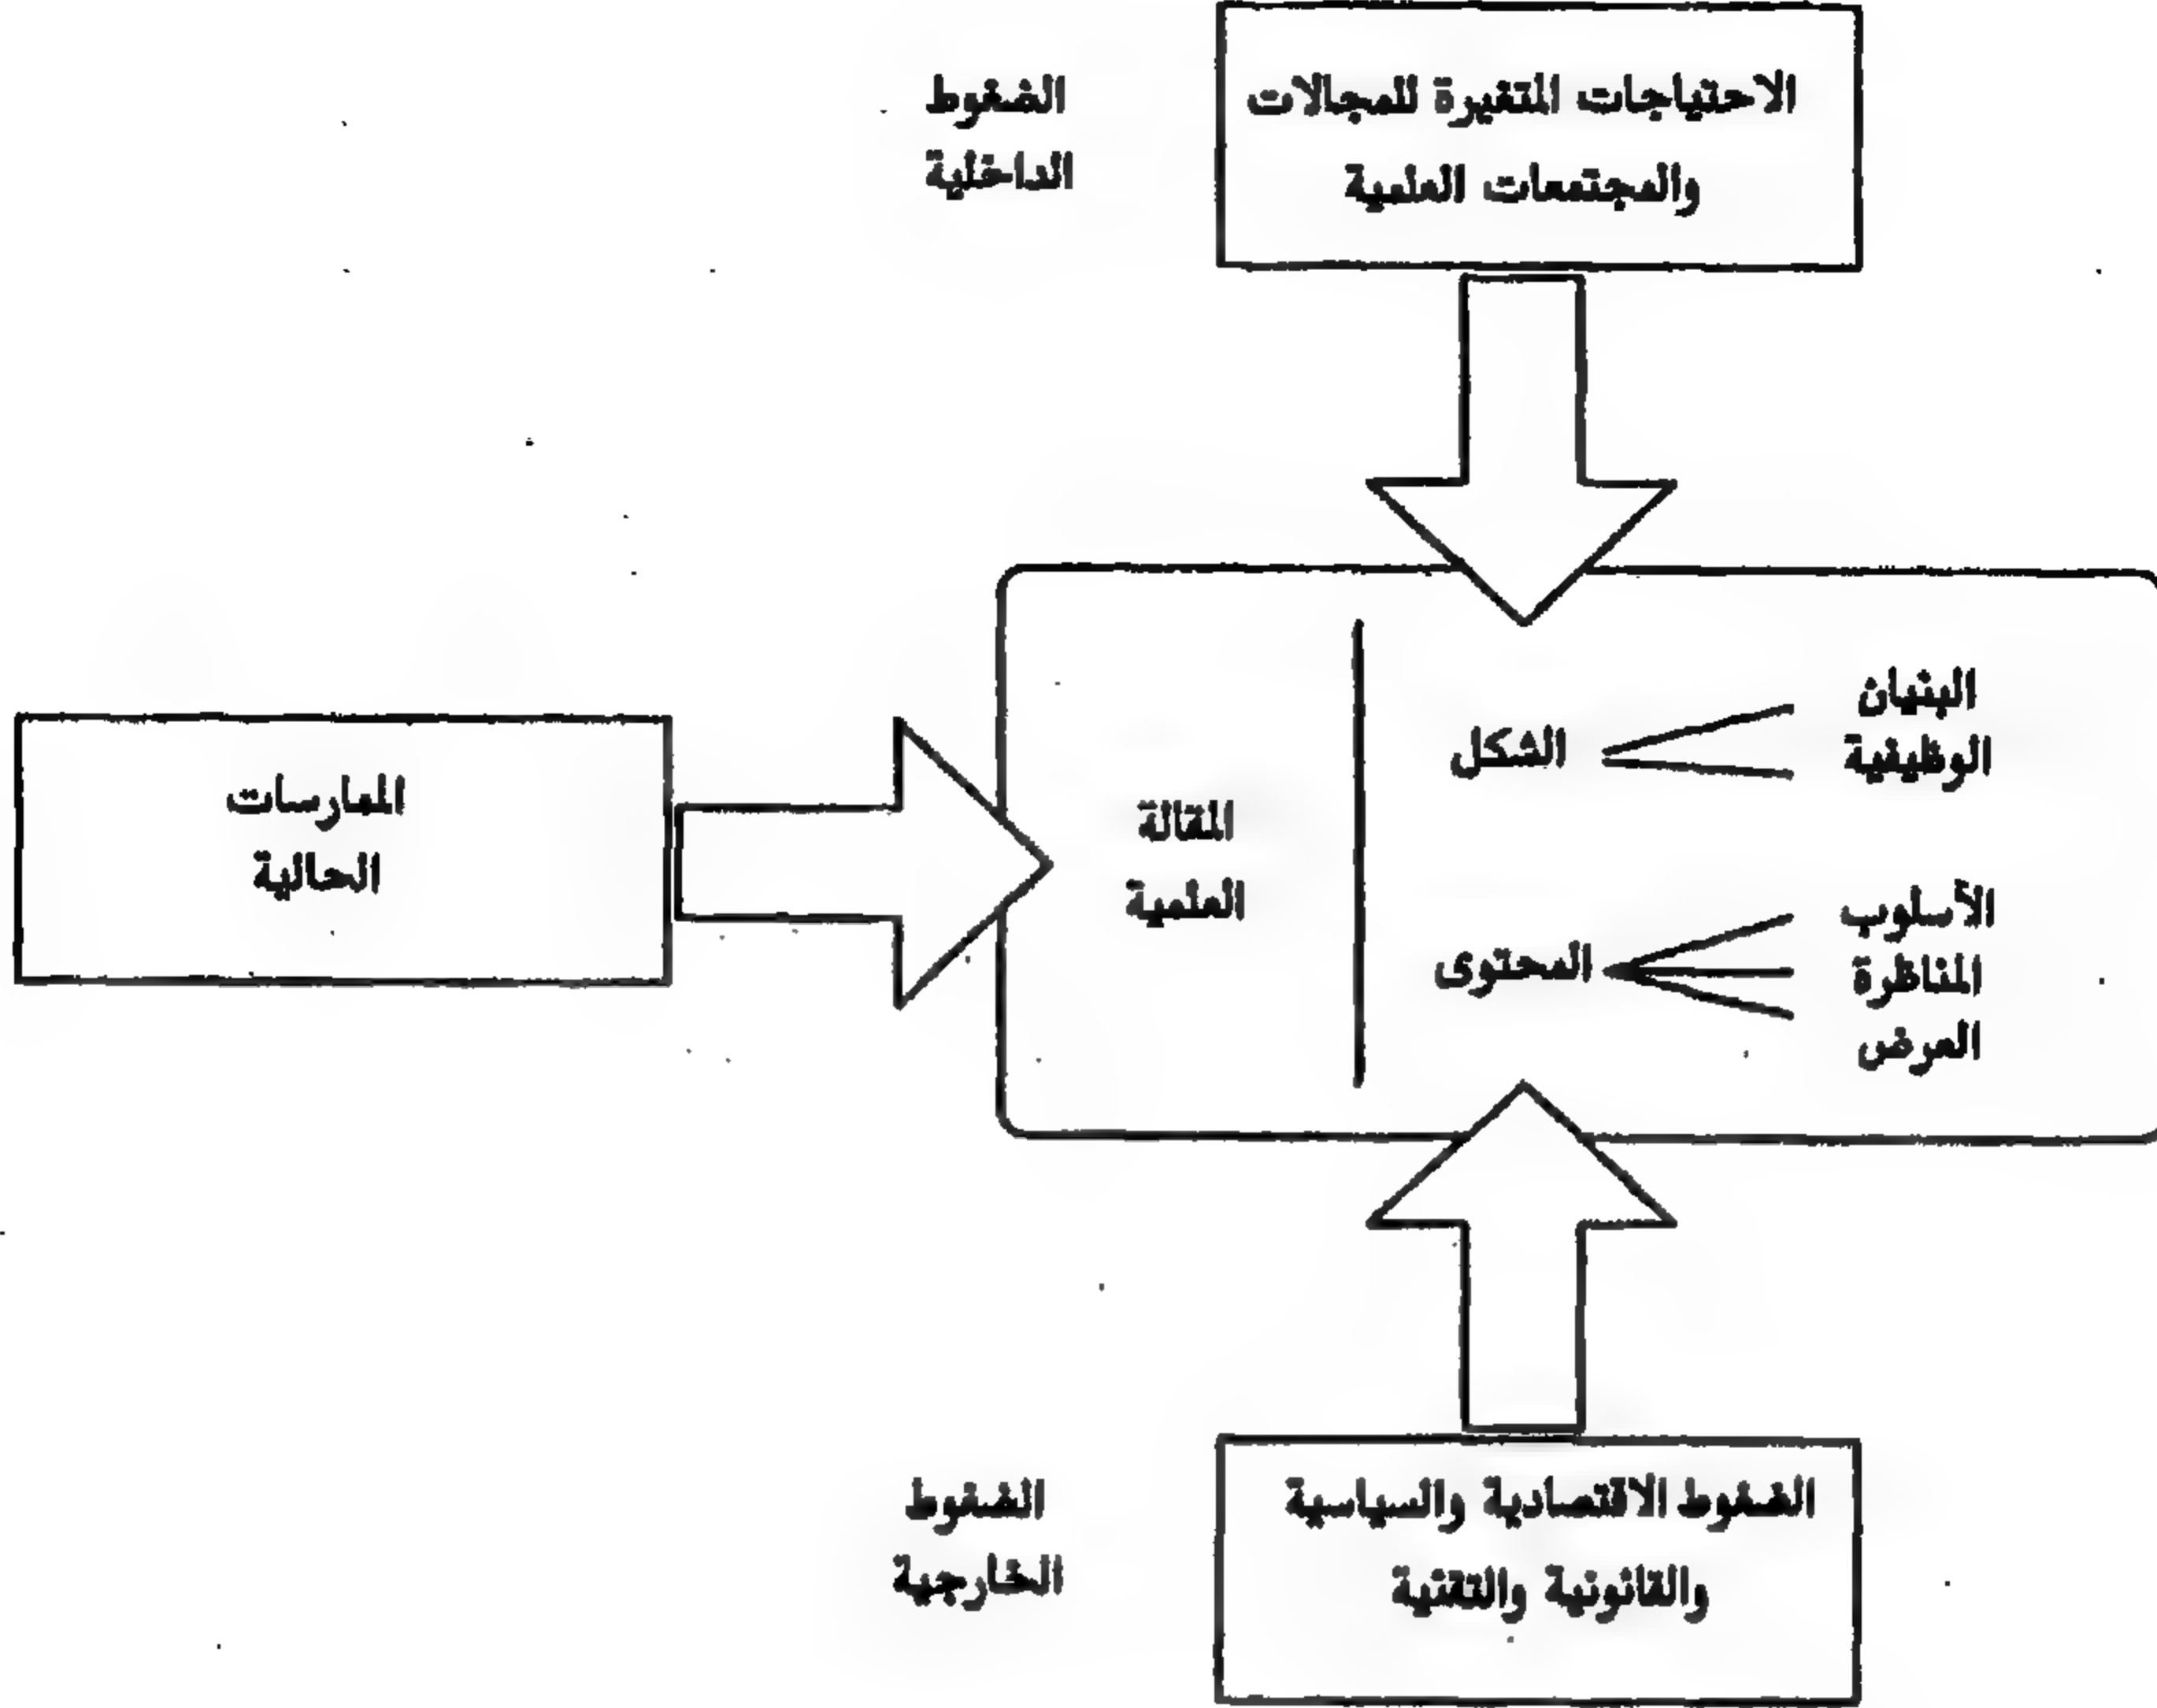 الاحتياجات المتغيرة للمجالات
والمجتمعات العلمية
الضغوط
الداخلية
البنيان
الوظيفية
الشكل
الأسلوب
المناظرة
العرض
المحتوى
المقالة
العلمية
الممارسات
الحالية
الضغوط الاقتصادية والسياسية
والقانونية والتقنية
الضغوط
الخارجية